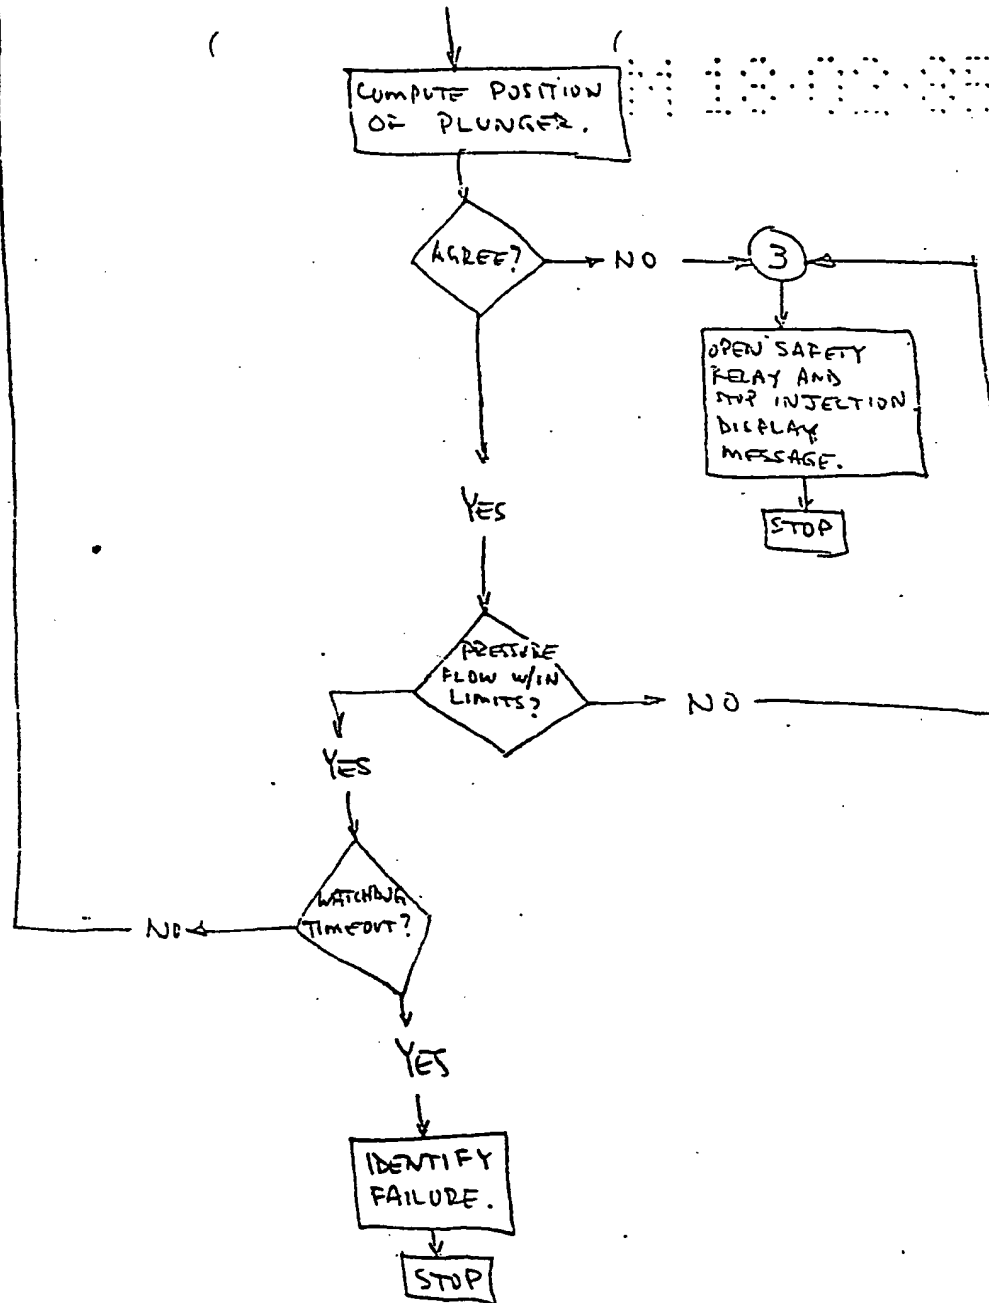 COMPUTE POSITION
OF PLUNGER.
AGREE?
NO
3
OPEN SAFETY
RELAY AND
STOP INJECTION
DISPLAY
MESSAGE.
STOP
YES
PRESSURE
FLOW W/IN
LIMITS?
NO
YES
WATCHDOG
TIMEOUT?
NO
YES
IDENTIFY
FAILURE.
STOP